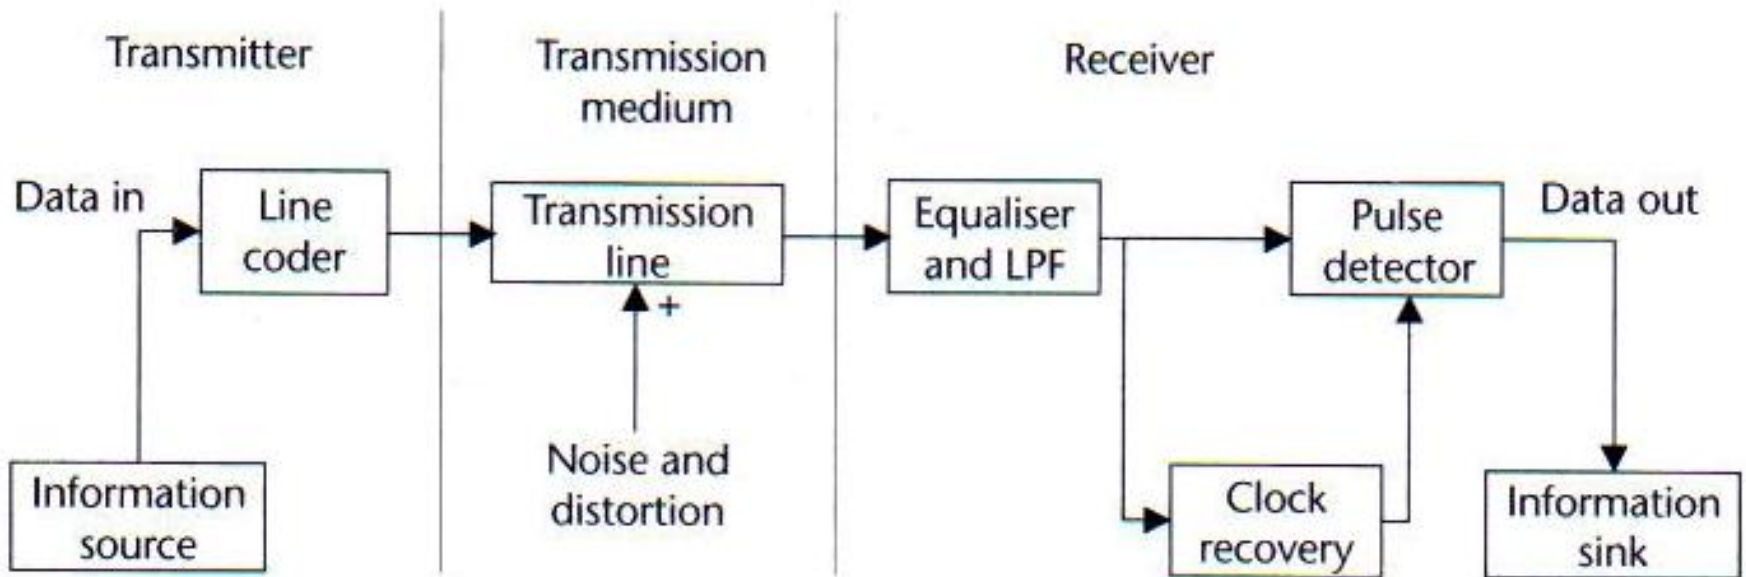 Transmitter
Transmission
medium
Receiver
Data in
Line
coder
Transmission
line
+
Equaliser
and LPF
Pulse
detector
Data out
Information
source
Noise and
distortion
Clock
recovery
Information
sink